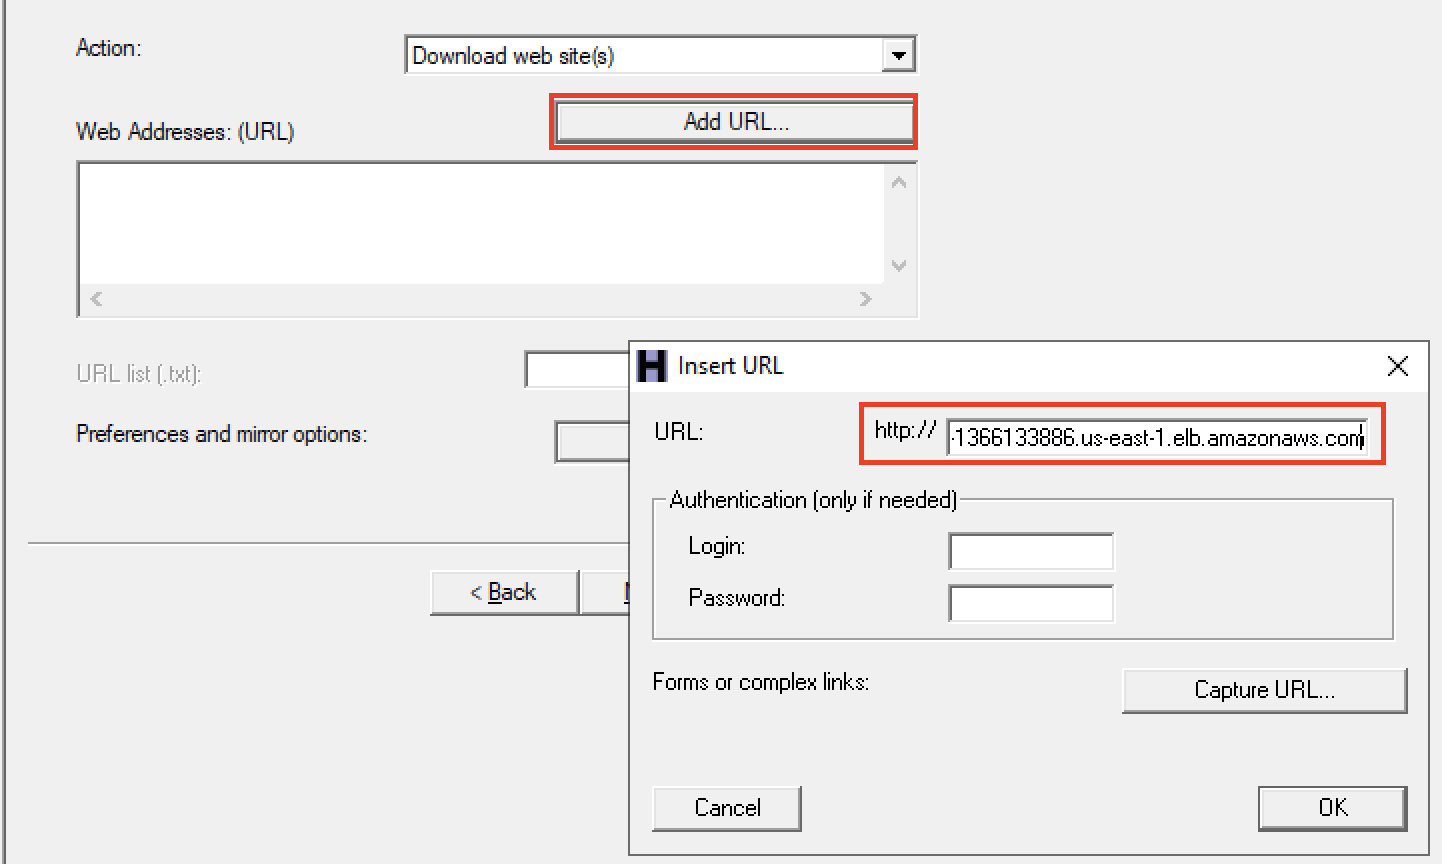 Action:
Download web site(s)
Web Addresses: (URL)
Add URL...
URL list (.txt):
Preferences and mirror options:
< Back
Insert URL
URL:
http://
-1366133886.us-east-1.elb.amazonaws.com
Authentication (only if needed)
Login:
Password:
Forms or complex links:
Capture URL...
Cancel
OK